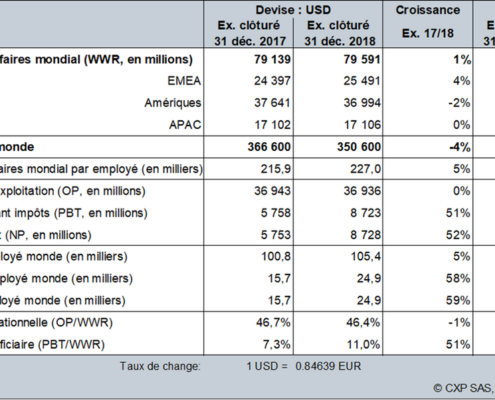 Devise : USD
Ex. clôturé Ex. clôturé Croissance
31 déc. 2017 31 déc. 2018 Ex. 17/18 31
ffaires mondial (WWR, en millions) 79 139 79 591 1%
EMEA 24 397 25 491 4%
Amériques 37 641 36 994 -2%
APAC 17 102 17 106 0%
monde 366 600 350 600 -4%
aires mondial par employé (en milliers) 215,9 227,0 5%
exploitation (OP, en millions) 36 943 36 936 0%
ant impôts (PBT, en millions) 5 758 8 723 51%
t (NP, en millions) 5 753 8 728 52%
loyé monde (en milliers) 100,8 105,4 5%
mployé monde (en milliers) 15,7 24,9 58%
ployé monde (en milliers) 15,7 24,9 59%
ationnelle (OP/WWR) 46,7% 46,4% -1%
ficiaire (PBT/WWR) 7,3% 11,0% 51%
Taux de change: 1 USD = 0.84639 EUR
© CXP SAS,